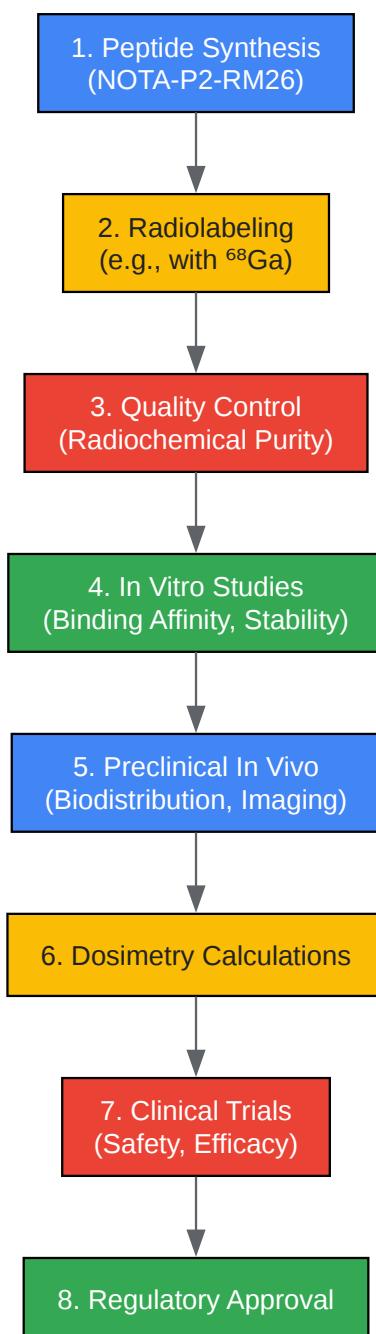 1. Peptide Synthesis
(NOTA-P2-RM26)
2. Radiolabeling
(e.g., with ⁶⁸Ga)
3. Quality Control
(Radiochemical Purity)
4. In Vitro Studies
(Binding Affinity, Stability)
5. Preclinical In Vivo
(Biodistribution, Imaging)
6. Dosimetry Calculations
7. Clinical Trials
(Safety, Efficacy)
8. Regulatory Approval